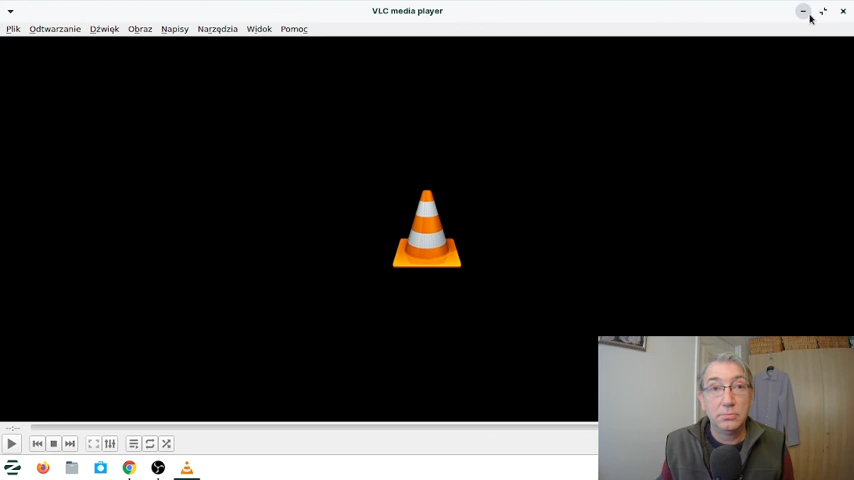 VLC media player
Plik Odtwarzanie Dźwięk Obraz Napisy Narzędzia Widok Pomoc
--:--